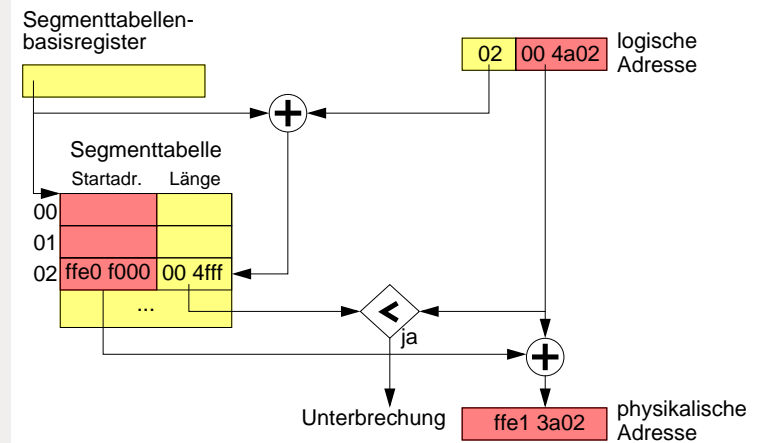 Segmenttabellen-
basisregister
logische
Adresse
02 00 4a02
Segmenttabelle
Startadr. Länge
00
01
02 ffe0 f000 00 4fff
...
<
ja
Unterbrechung
ffe1 3a02
physikalische
Adresse